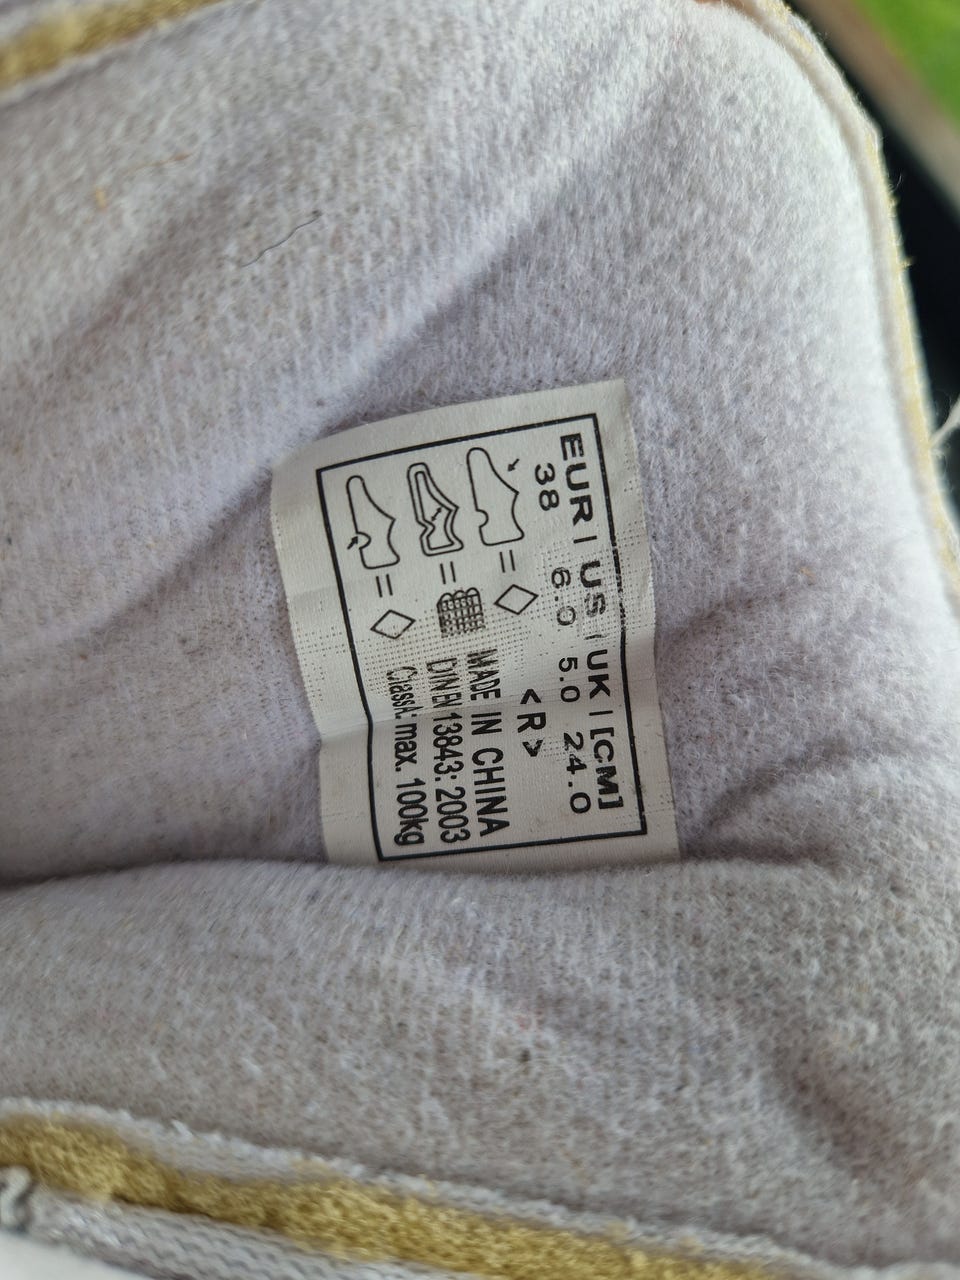 EUR | US | UK | [CM]
38 6.0 5.0 24.0
<R>
MADE IN CHINA
DIN EN 13843: 2003
ClassA: max. 100kg